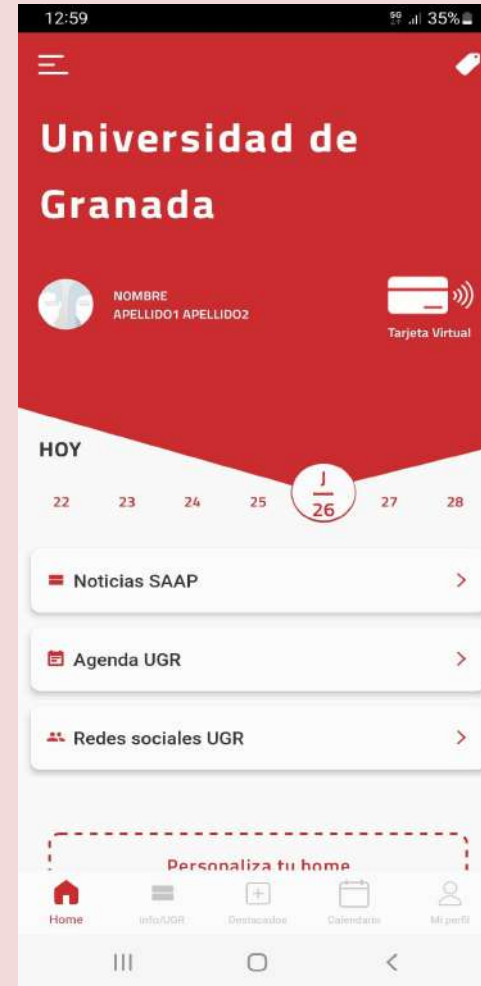 12:59
5G 35%
Universidad de
Granada
NOMBRE
APELLIDO1 APELLIDO2
Tarjeta Virtual
HOY
22 23 24 25 J 26 27 28
Noticias SAAP
Agenda UGR
Redes sociales UGR
Personaliza tu home
Home Info/UGR Destacados Calendario Mi perfil